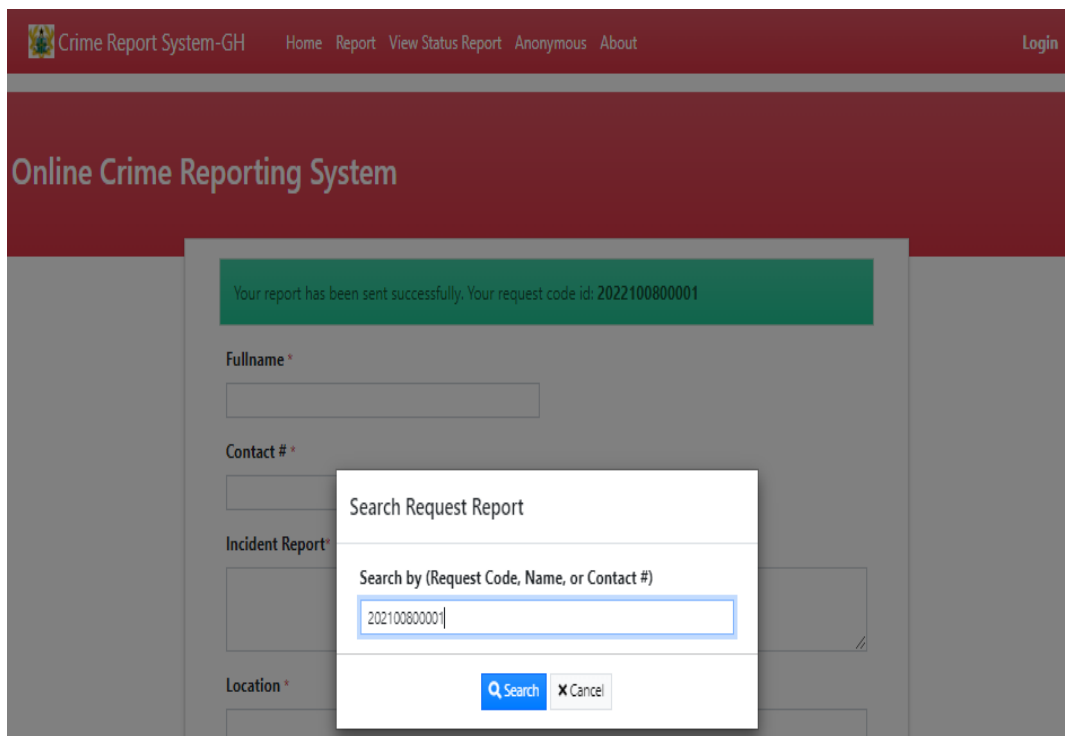 Crime Report System-GH Home Report View Status Report Anonymous About Login
Online Crime Reporting System
Your report has been sent successfully. Your request code id: 2022100800001
Fullname *
Contact # *
Search Request Report
Incident Report*
Search by (Request Code, Name, or Contact #)
202100800001
Location *
Search Cancel